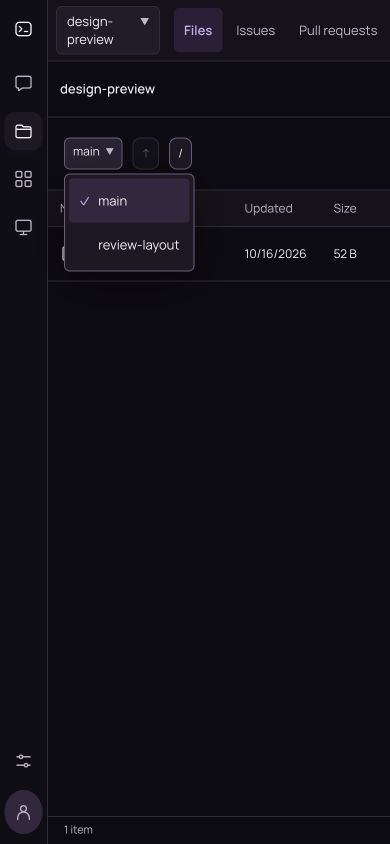 design-
preview
Files
Issues
Pull requests
design-preview
main
/
main
review-layout
Updated
Size
10/16/2026
52 B
1 item